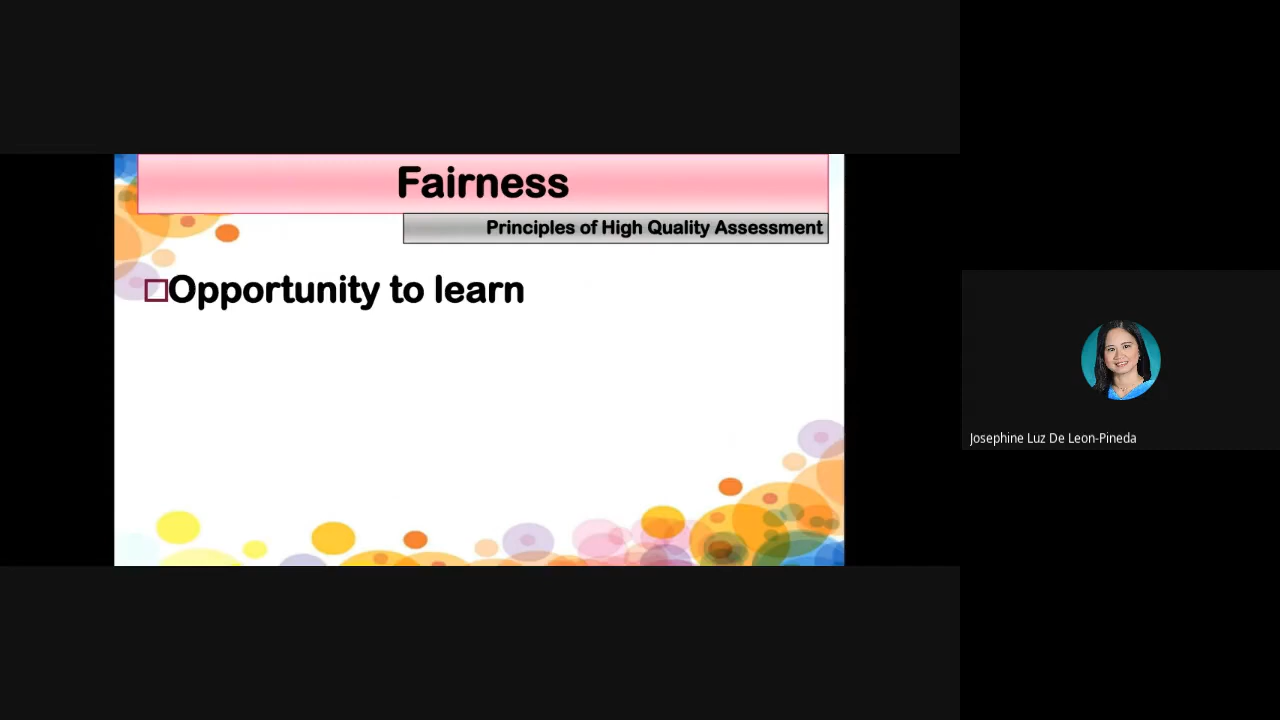 Fairness
Principles of High Quality Assessment
Opportunity to learn
Josephine Luz De Leon-Pineda